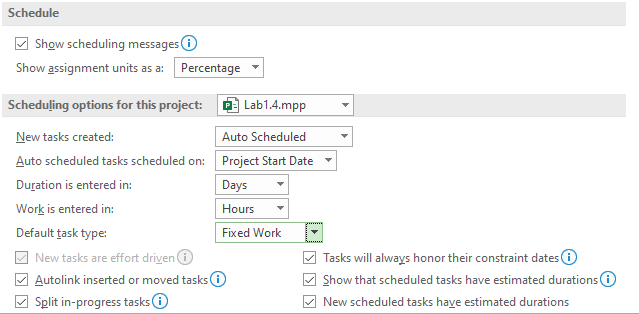 Schedule
Show scheduling messages
Show assignment units as a: Percentage
Scheduling options for this project: Lab1.4.mpp
New tasks created: Auto Scheduled
Auto scheduled tasks scheduled on: Project Start Date
Duration is entered in: Days
Work is entered in: Hours
Default task type: Fixed Work
New tasks are effort driven Tasks will always honor their constraint dates
Autolink inserted or moved tasks Show that scheduled tasks have estimated durations
Split in-progress tasks New scheduled tasks have estimated durations